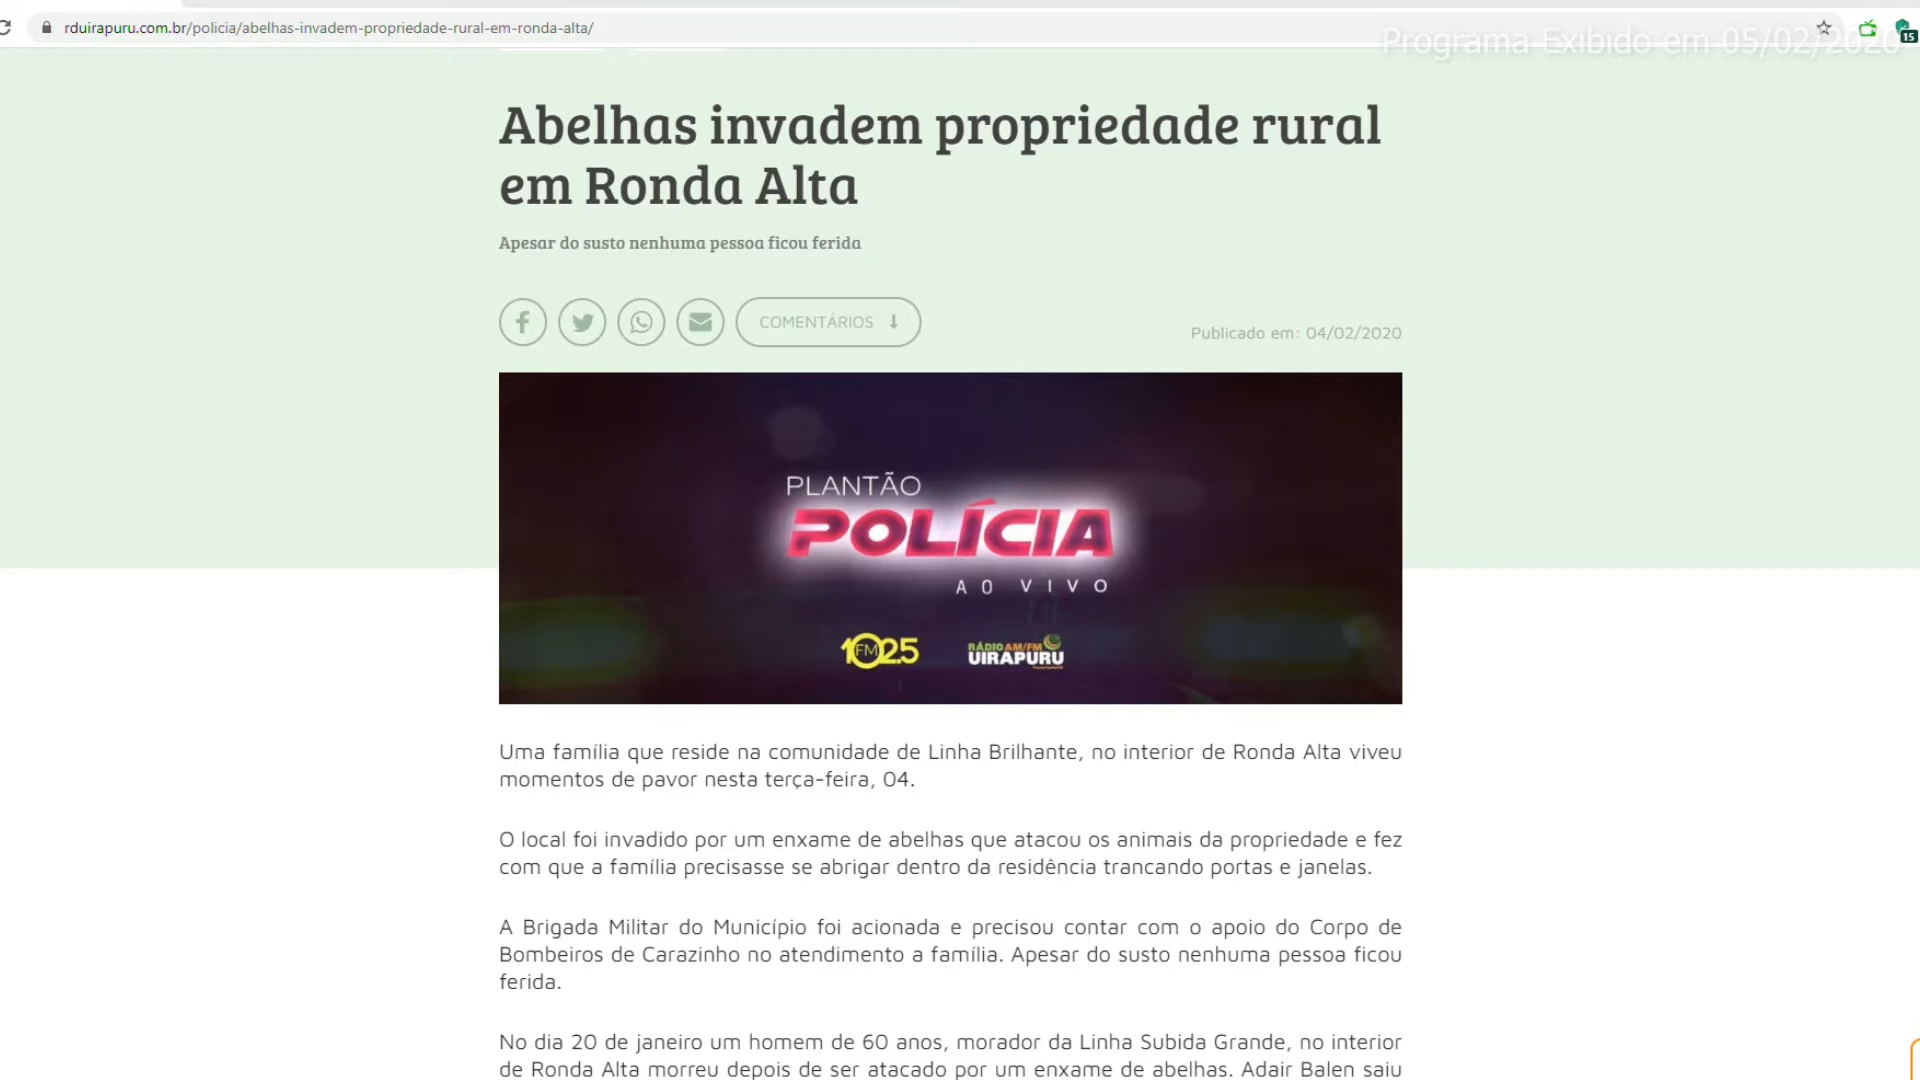 rduirapuru.com.br/policia/abelhas-invadem-propriedade-rural-em-ronda-alta/
Programa Exibido em 05/02/2020
15
Abelhas invadem propriedade rural
em Ronda Alta
Apesar do susto nenhuma pessoa ficou ferida
COMENTÁRIOS
Publicado em: 04/02/2020
PLANTÃO
POLÍCIA
AO VIVO
FM 102.5
RÁDIO AM/FM
UIRAPURU
Uma família que reside na comunidade de Linha Brilhante, no interior de Ronda Alta viveu
momentos de pavor nesta terça-feira, 04.
O local foi invadido por um enxame de abelhas que atacou os animais da propriedade e fez
com que a família precisasse se abrigar dentro da residência trancando portas e janelas.
A Brigada Militar do Município foi acionada e precisou contar com o apoio do Corpo de
Bombeiros de Carazinho no atendimento a família. Apesar do susto nenhuma pessoa ficou
ferida.
No dia 20 de janeiro um homem de 60 anos, morador da Linha Subida Grande, no interior
de Ronda Alta morreu depois de ser atacado por um enxame de abelhas. Adair Balen saiu